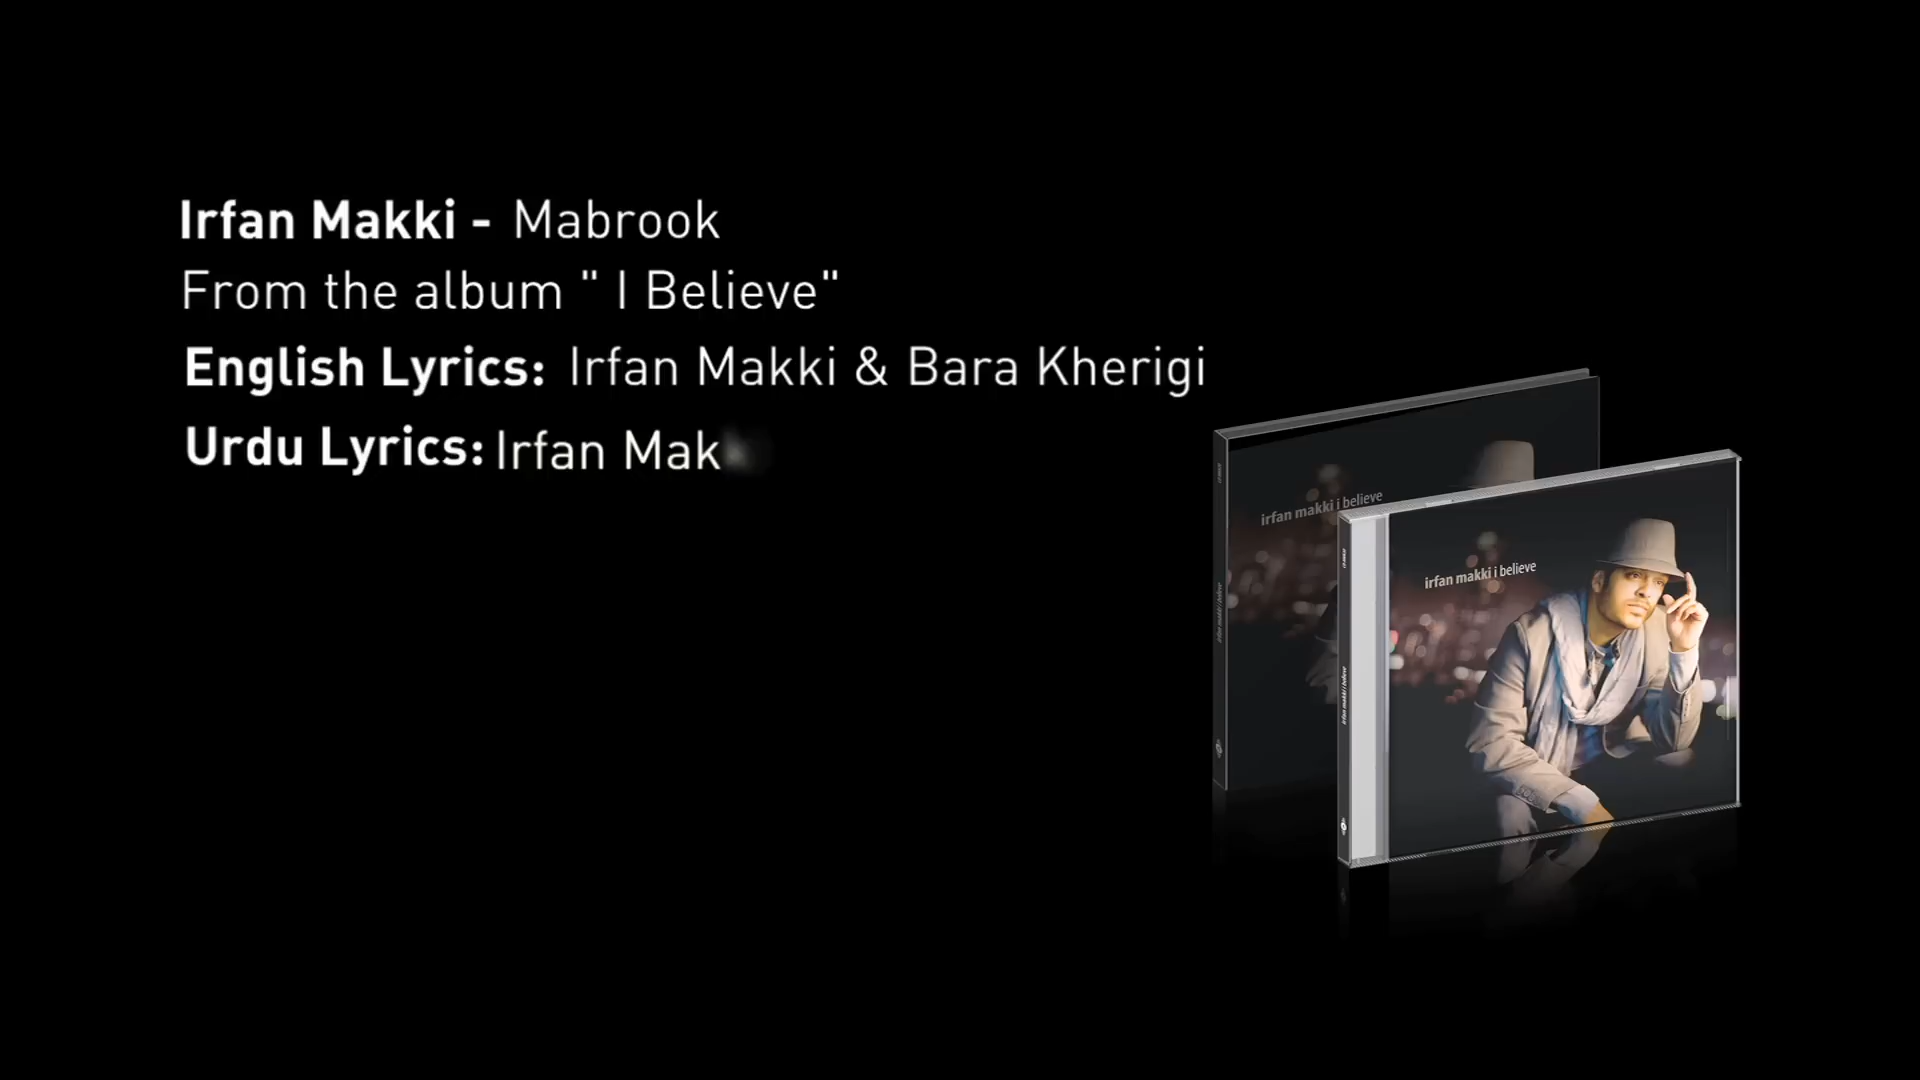 Irfan Makki - Mabrook
From the album " I Believe"
English Lyrics: Irfan Makki & Bara Kherigi
Urdu Lyrics: Irfan Mak
irfan makki i believe
irfan makki i believe